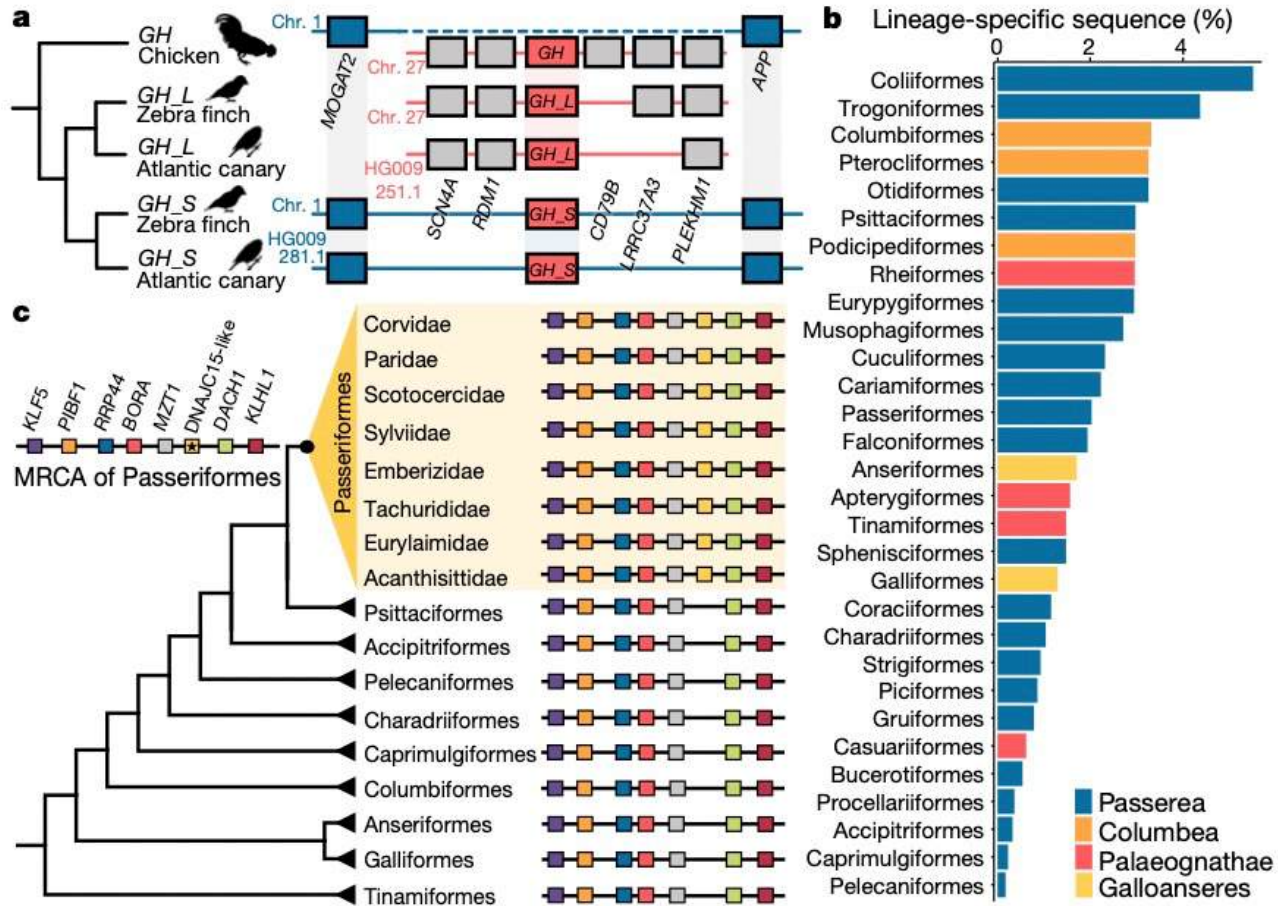 a
GH
Chicken
GH_L
Zebra finch
GH_L
Atlantic canary
GH_S
Zebra finch
GH_S
Atlantic canary
Chr. 1
Chr. 27
Chr. 27
HG009
251.1
Chr. 1
HG009
281.1
MOGAT2
GH
GH_L
GH_L
GH_S
GH_S
APP
SCN4A
RDM1
CD79B
LRRC37A3
PLEKHM1
b
Lineage-specific sequence (%)
0 2 4
Coliiformes
Trogoniformes
Columbiformes
Pterocliformes
Otidiformes
Psittaciformes
Podicipediformes
Rheiformes
Eurypygiformes
Musophagiformes
Cuculiformes
Cariamiformes
Passeriformes
Falconiformes
Anseriformes
Apterygiformes
Tinamiformes
Sphenisciformes
Galliformes
Coraciiformes
Charadriiformes
Strigiformes
Piciformes
Gruiformes
Casuariiformes
Bucerotiformes
Procellariiformes
Accipitriformes
Caprimulgiformes
Pelecaniformes
Passerea
Columbea
Palaeognathae
Galloanseres
c
KLF5
PIBF1
RRP44
BORA
MZT1
DNAJC15-like
DACH1
KLHL1
MRCA of Passeriformes
Passeriformes
Corvidae
Paridae
Scotocercidae
Sylviidae
Emberizidae
Tachurididae
Eurylaimidae
Acanthisittidae
Psittaciformes
Accipitriformes
Pelecaniformes
Charadriiformes
Caprimulgiformes
Columbiformes
Anseriformes
Galliformes
Tinamiformes